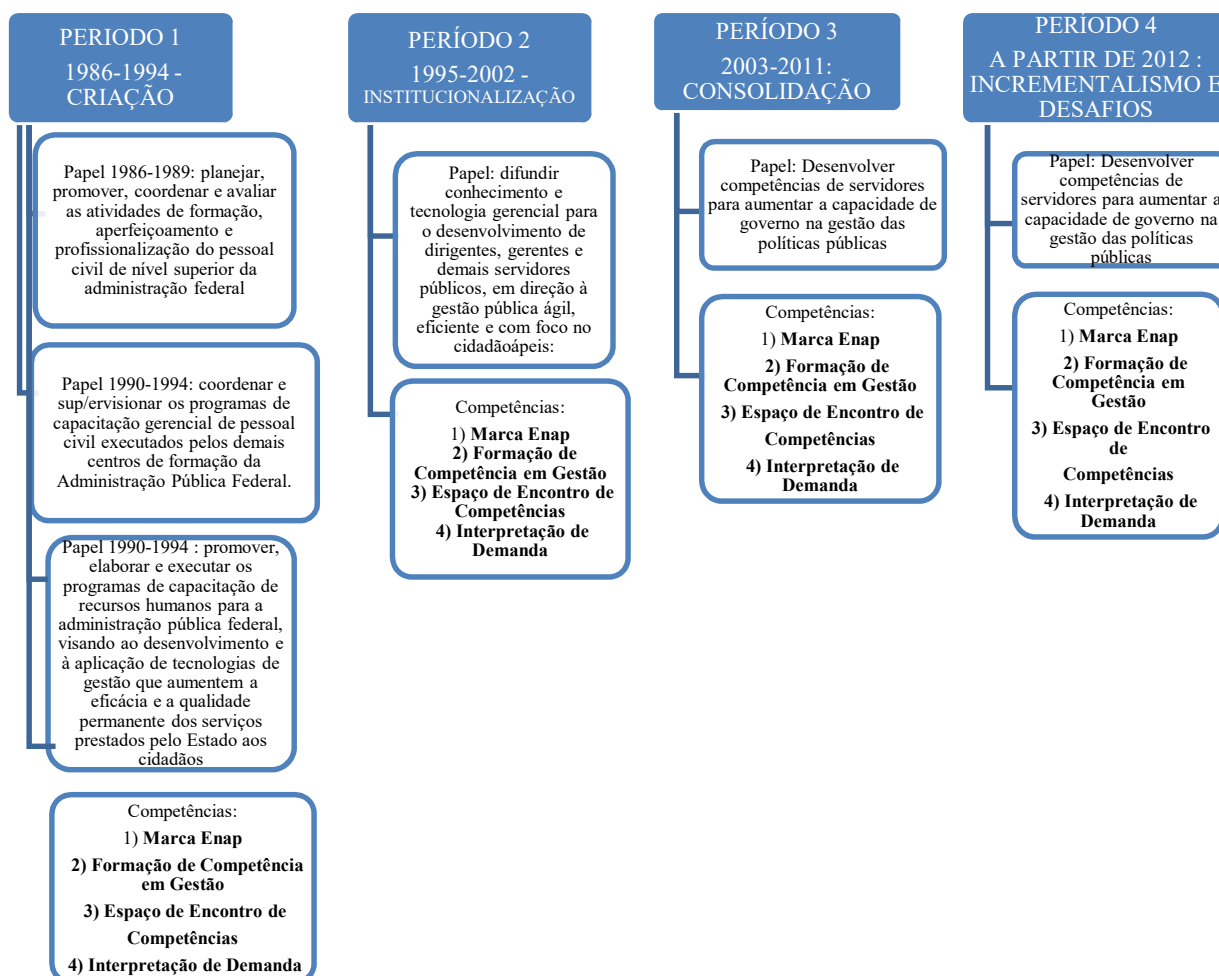 PERIODO 1
1986-1994 -
CRIAÇÃO
Papel 1986-1989: planejar,
promover, coordenar e avaliar
as atividades de formação,
aperfeiçoamento e
profissionalização do pessoal
civil de nível superior da
administração federal
Papel 1990-1994: coordenar e
sup/ervisionar os programas de
capacitação gerencial de pessoal
civil executados pelos demais
centros de formação da
Administração Pública Federal.
Papel 1990-1994 : promover,
elaborar e executar os
programas de capacitação de
recursos humanos para a
administração pública federal,
visando ao desenvolvimento e
à aplicação de tecnologias de
gestão que aumentem a
eficácia e a qualidade
permanente dos serviços
prestados pelo Estado aos
cidadãos
Competências:
1) Marca Enap
2) Formação de Competência
em Gestão
3) Espaço de Encontro de
Competências
4) Interpretação de Demanda
PERÍODO 2
1995-2002 -
INSTITUCIONALIZAÇÃO
Papel: difundir
conhecimento e
tecnologia gerencial para
o desenvolvimento de
dirigentes, gerentes e
demais servidores
públicos, em direção à
gestão pública ágil,
eficiente e com foco no
cidadãoápeis:
Competências:
1) Marca Enap
2) Formação de
Competência em Gestão
3) Espaço de Encontro de
Competências
4) Interpretação de
Demanda
PERÍODO 3
2003-2011:
CONSOLIDAÇÃO
Papel: Desenvolver
competências de servidores
para aumentar a capacidade de
governo na gestão das
políticas públicas
Competências:
1) Marca Enap
2) Formação de
Competência em Gestão
3) Espaço de Encontro de
Competências
4) Interpretação de
Demanda
PERÍODO 4
A PARTIR DE 2012 :
INCREMENTALISMO E
DESAFIOS
Papel: Desenvolver
competências de
servidores para aumentar a
capacidade de governo na
gestão das políticas
públicas
Competências:
1) Marca Enap
2) Formação de
Competência em
Gestão
3) Espaço de Encontro
de
Competências
4) Interpretação de
Demanda